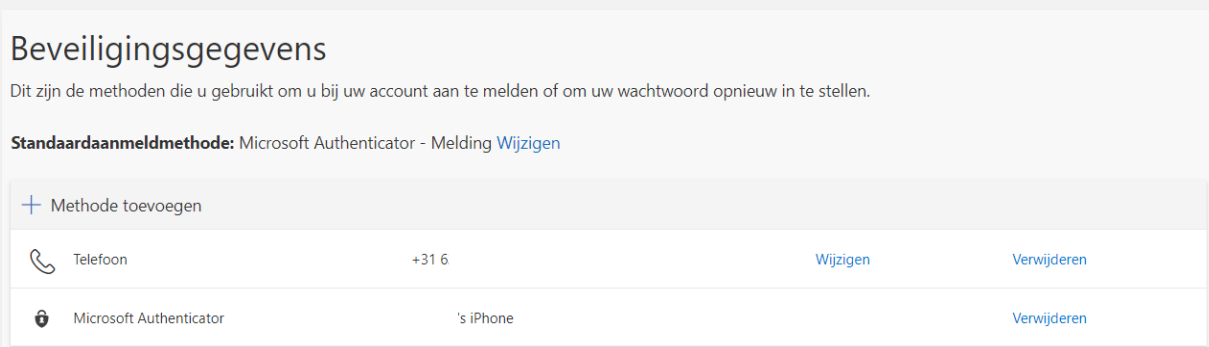 Beveiligingsgegevens
Dit zijn de methoden die u gebruikt om u bij uw account aan te melden of om uw wachtwoord opnieuw in te stellen.
Standaardaanmeldmethode: Microsoft Authenticator - Melding Wijzigen
+ Methode toevoegen
Telefoon +31 6 Wijzigen Verwijderen
Microsoft Authenticator 's iPhone Verwijderen